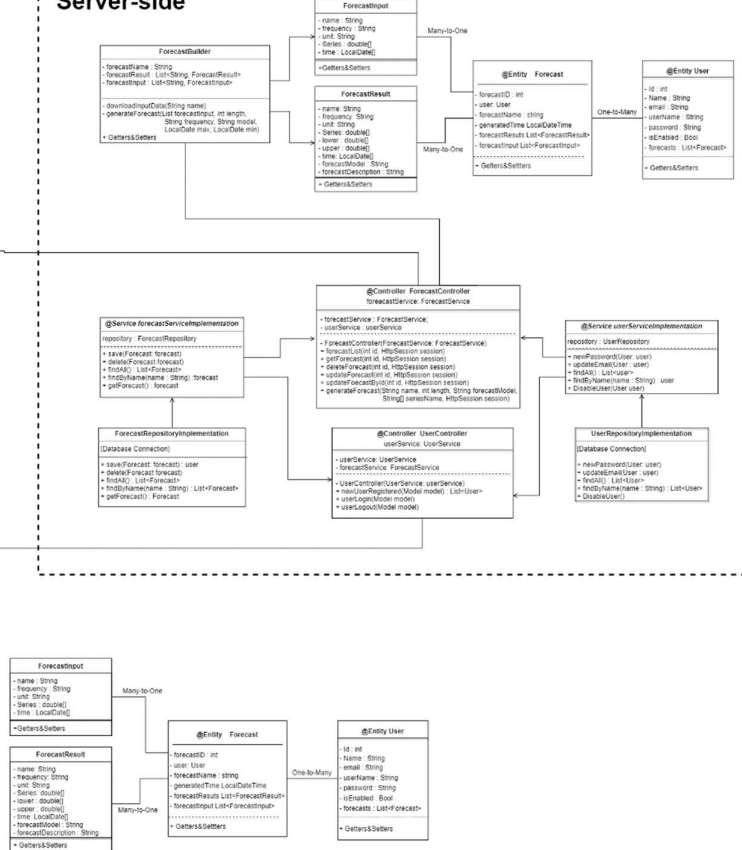 Server-side
ForecastInput
- name : String
- frequency : String
- unit: String
- Series : double[]
- time : LocalDate[]
+Getters&Setters
Many-to-One
ForecastBuilder
- forecastName : String
- forecastResult : List<String, ForecastResult>
- forecastInput : List<String, ForecastInput>
- downloadInputData(String name)
- generateForecast(List forecastInput, int length,
String frequency, String model,
LocalDate max, LocalDate min)
+ Getters&Setters
ForecastResult
- name: String
- frequency: String
- unit: String
- Series: double[]
- lower : double[]
- upper : double[]
- time: LocalDate[]
- forecastModel : String
- forecastDescription : String
+ Getters&Setters
Many-to-One
@Entity Forecast
- forecastID : int
- user: User
- forecastName : string
- generatedTime LocalDateTime
- forecastResuts List<ForecastResult>
- forecastInput List<ForecastInput>
+ Getters&Settters
One-to-Many
@Entity User
- Id : int
- Name : String
- email : String
- userName : String
- password : String
- isEnabled : Bool
- forecasts : List<Forecast>
+ Getters&Setters
@Controller ForecastController
foreacastService: ForecastService
- forecastService : ForecastService;
- userService : userService
- ForecastController(ForecastService: ForecastService)
+ forecastList(int id, HttpSession session)
+ getForecast(int id, HttpSession session)
+ deleteForecast(int id, HttpSession session)
+ updateForecast(int id, HttpSession session)
+ updateFoecastById(int id, HttpSession session)
+ generateForecast(String name, int length, String forecastModel,
String[] seriesName, HttpSession session)
@Service forecastServiceImplementation
repository : ForecastRepository
+ save(Forecast: forecast)
+ delete(Forecast forecast)
+ findAll() : List<Forecast>
+ findByName(name : String) :forecast
+ getForecast() : forecast
@Service userServiceImplementation
repository : UserRepository
+ newPassword(User: user)
+ updateEmail(User : user)
+ findAll() : List<user>
+ findByName(name : String) : user
+ DisableUser(User user)
ForecastRepositoryImplementation
[Database Connection]
+ save(Forecast: forecast) : user
+ delete(Forecast forecast)
+ findAll() : List<Forecast>
+ findByName(name : String) : List<Forecast>
+ getForecast() : Forecast
@Controller UserController
userService: UserService
- userService: UserService
- forecastService : ForecastService
- UserController(UserService: userService)
+ newUserRegistered(Model model) : List<User>
+ userLogin(Model model)
+ userLogout(Model model)
UserRepositoryImplementation
[Database Connection]
+ newPassword(User: user)
+ updateEmail(User : user)
+ findAll() : List<User>
+ findByName(name : String) : List<User>
+ DisableUser()
ForecastInput
- name : String
- frequency : String
- unit: String
- Series : double[]
- time : LocalDate[]
+Getters&Setters
Many-to-One
ForecastResult
- name: String
- frequency: String
- unit: String
- Series: double[]
- lower : double[]
- upper : double[]
- time: LocalDate[]
- forecastModel : String
- forecastDescription : String
+ Getters&Setters
Many-to-One
@Entity Forecast
- forecastID : int
- user: User
- forecastName : string
- generatedTime LocalDateTime
- forecastResuts List<ForecastResult>
- forecastInput List<ForecastInput>
+ Getters&Settters
One-to-Many
@Entity User
- Id : int
- Name : String
- email : String
- userName : String
- password : String
- isEnabled : Bool
- forecasts : List<Forecast>
+ Getters&Setters